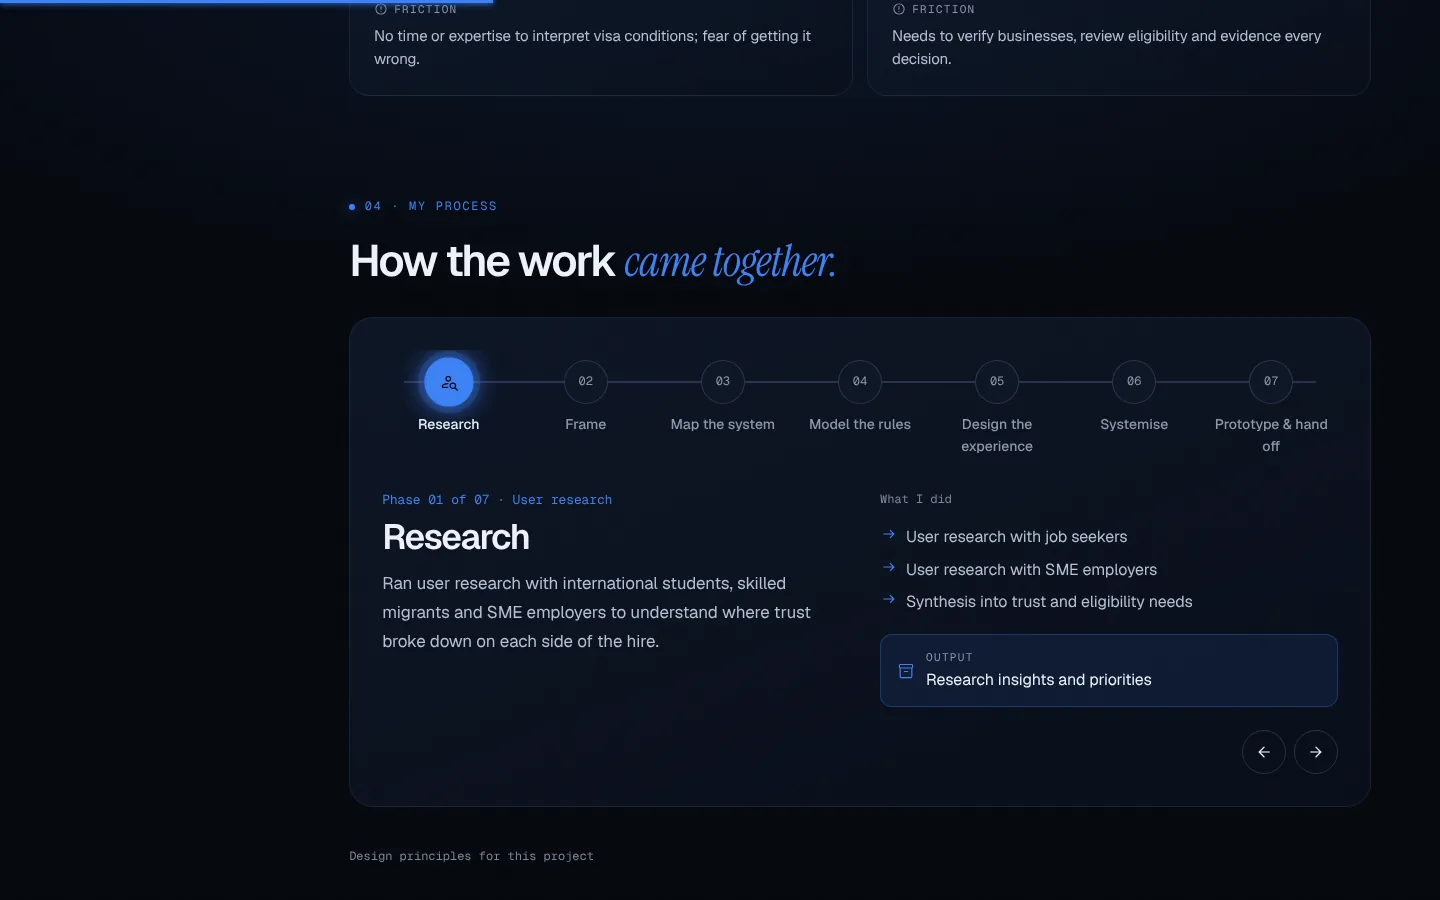 FRICTION
No time or expertise to interpret visa conditions; fear of getting it
wrong.
FRICTION
Needs to verify businesses, review eligibility and evidence every
decision.
04 · MY PROCESS
How the work came together.
Research
02
Frame
03
Map the system
04
Model the rules
05
Design the
experience
06
Systemise
07
Prototype & hand
off
Phase 01 of 07 · User research
Research
Ran user research with international students, skilled
migrants and SME employers to understand where trust
broke down on each side of the hire.
What I did
→ User research with job seekers
→ User research with SME employers
→ Synthesis into trust and eligibility needs
OUTPUT
Research insights and priorities
← →
Design principles for this project